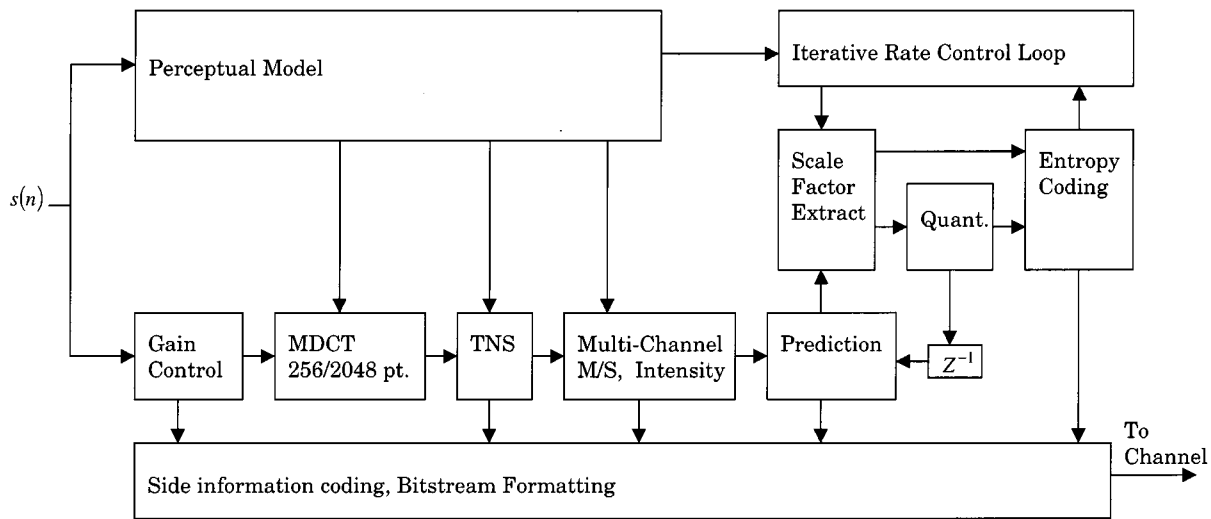 Perceptual Model
Iterative Rate Control Loop
s(n)
Scale
Factor
Extract
Quant.
Entropy
Coding
Gain
Control
MDCT
256/2048 pt.
TNS
Multi-Channel
M/S, Intensity
Prediction
Z⁻¹
Side information coding, Bitstream Formatting
To
Channel